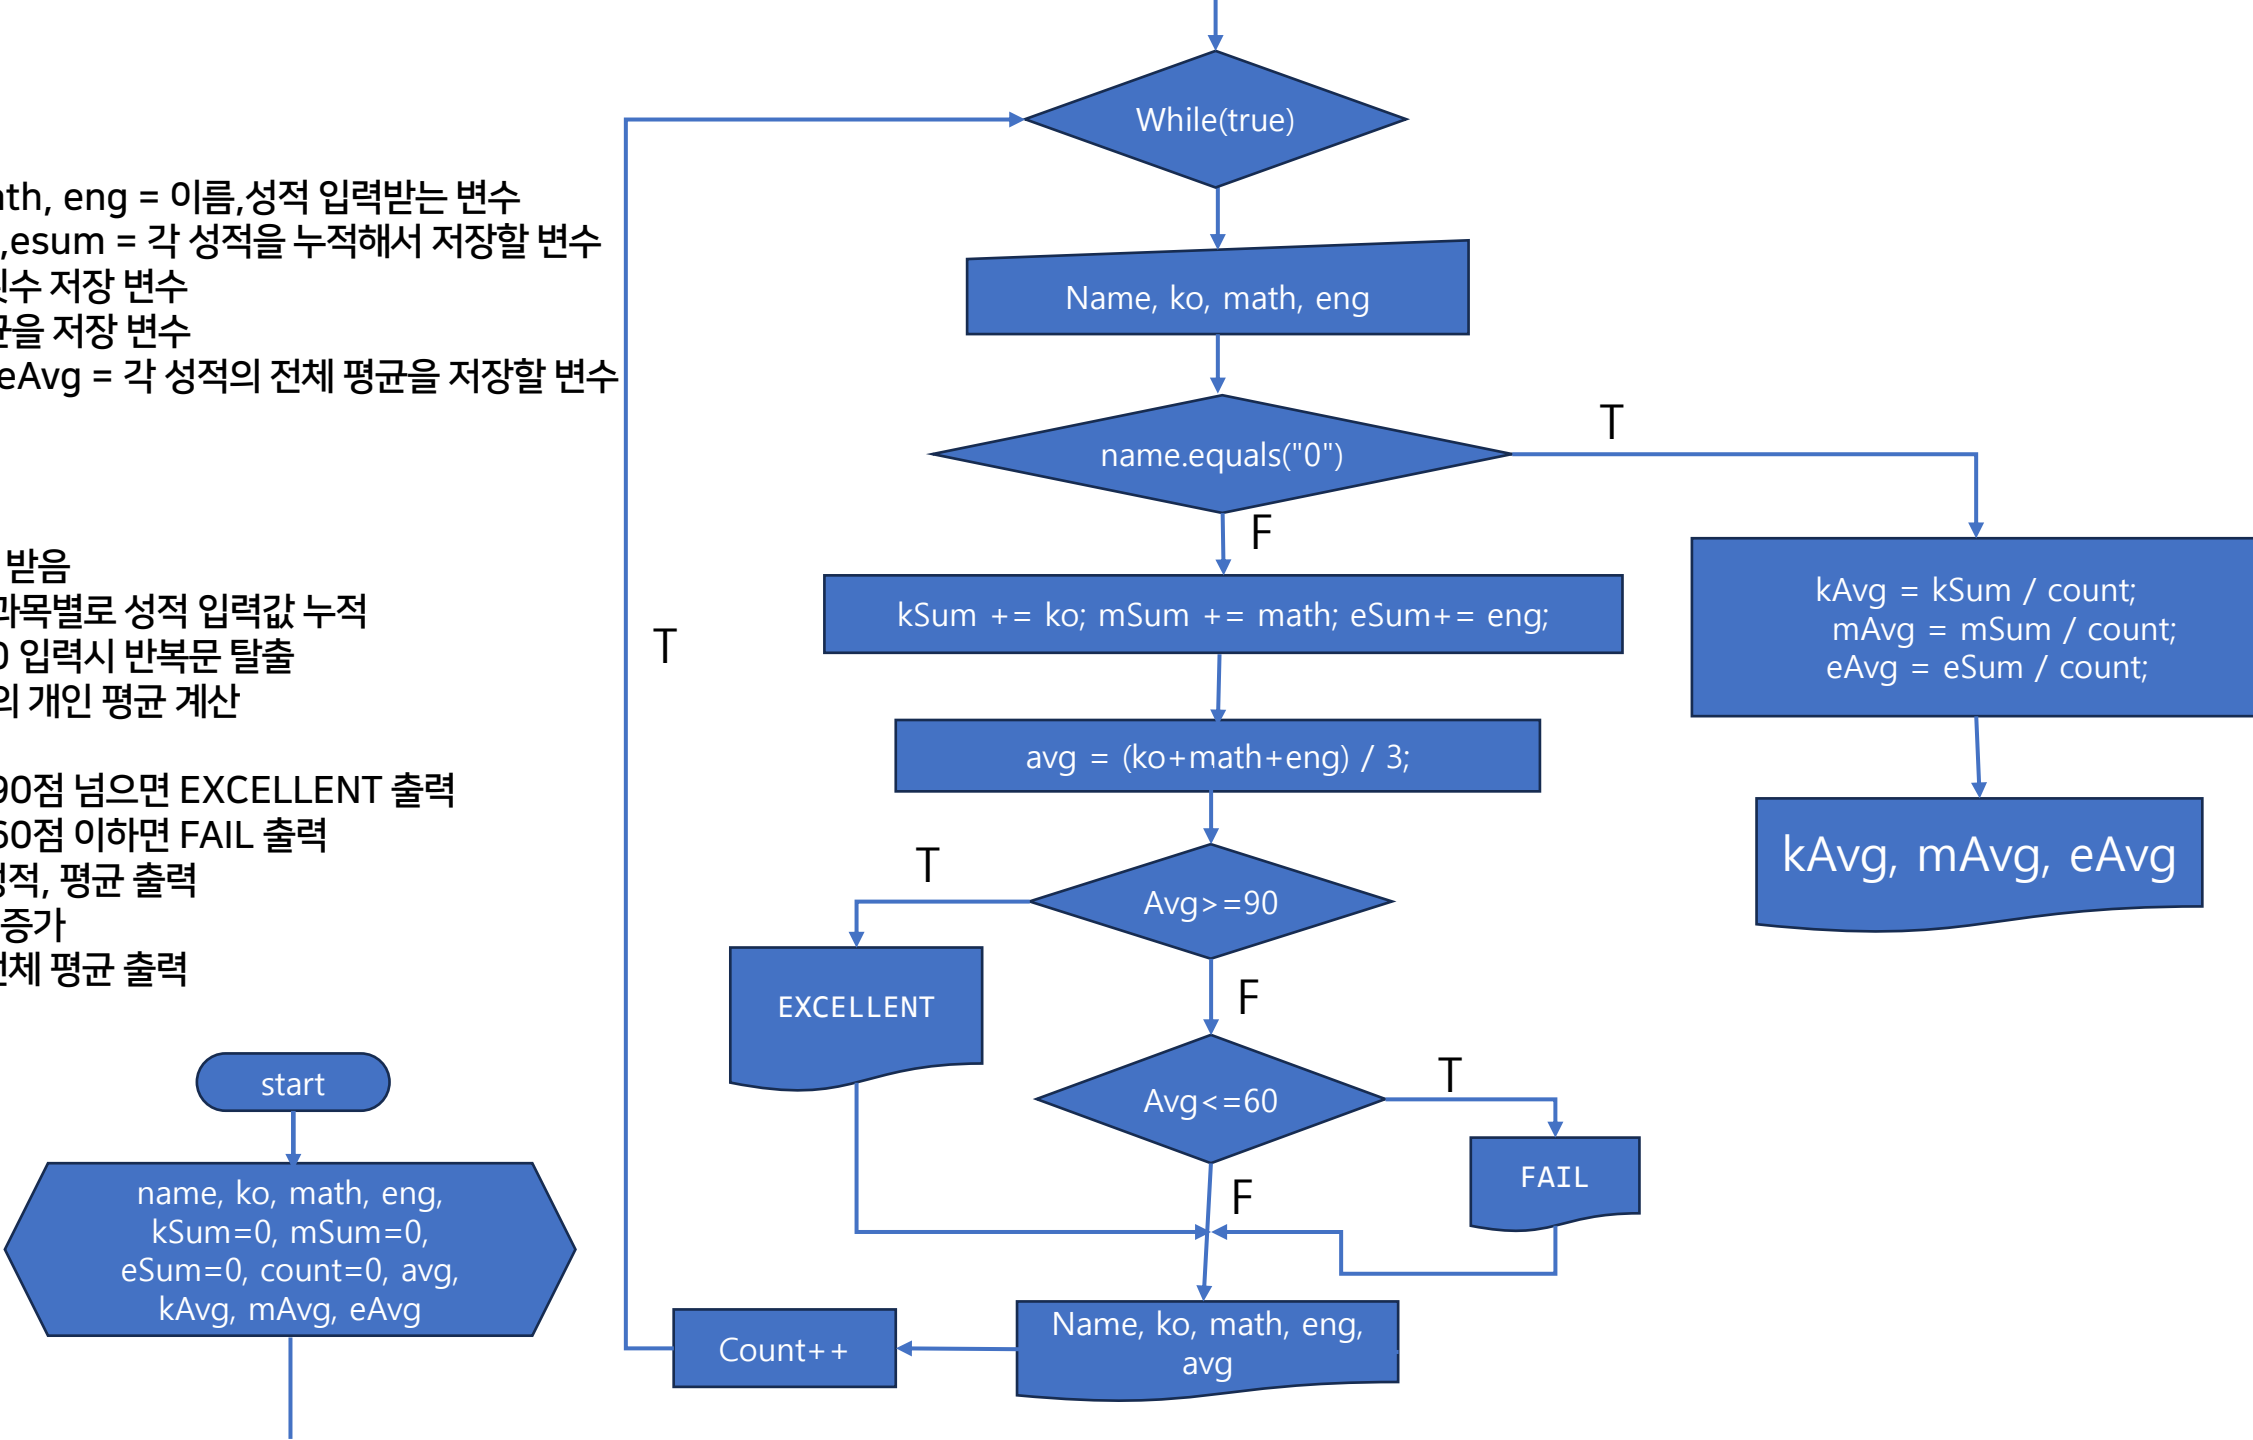 th, eng = 이름,성적 입력받는 변수
,esum = 각 성적을 누적해서 저장할 변수
저장 변수
저장 변수
eAvg = 각 성적의 전체 평균을 저장할 변수
받음
과목별로 성적 입력값 누적
0 입력시 반복문 탈출
의 개인 평균 계산
90점 넘으면 EXCELLENT 출력
60점 이하면 FAIL 출력
평균 출력
증가
평균 출력
start
name, ko, math, eng,
kSum=0, mSum=0,
eSum=0, count=0, avg,
kAvg, mAvg, eAvg
While(true)
Name, ko, math, eng
name.equals("0")
T
F
kSum += ko; mSum += math; eSum+= eng;
T
avg = (ko+math+eng) / 3;
Avg>=90
T
EXCELLENT
F
Avg<=60
T
FAIL
F
Name, ko, math, eng,
avg
Count++
kAvg = kSum / count;
mAvg = mSum / count;
eAvg = eSum / count;
kAvg, mAvg, eAvg